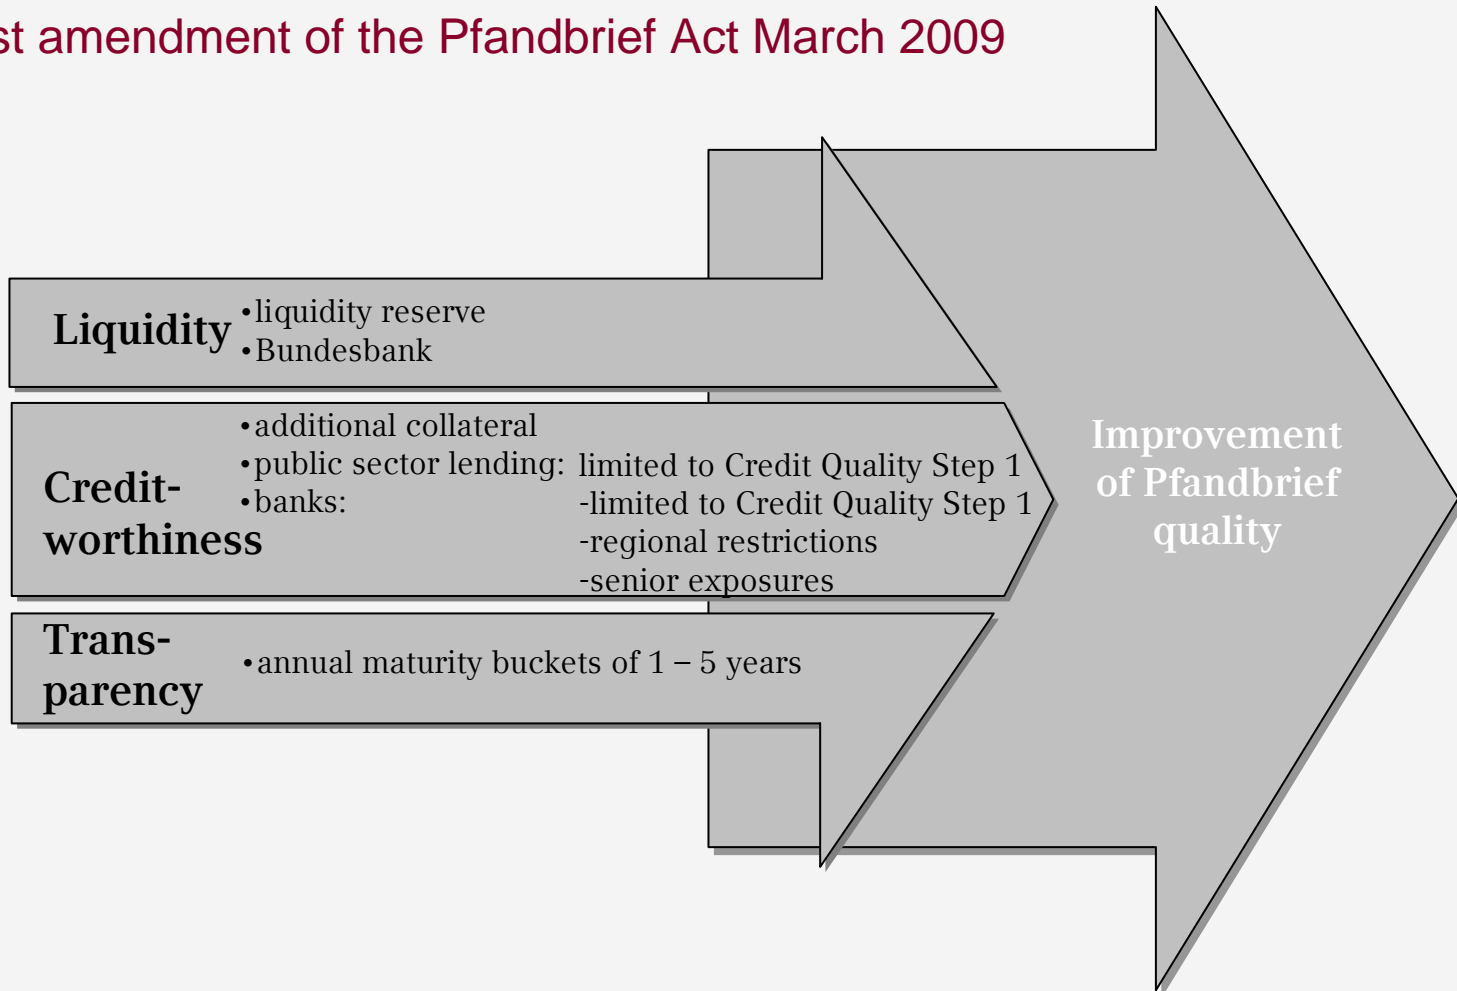 st amendment of the Pfandbrief Act March 2009
Liquidity
•liquidity reserve
•Bundesbank
Credit-
worthiness
•additional collateral
•public sector lending: limited to Credit Quality Step 1
•banks: -limited to Credit Quality Step 1
-regional restrictions
-senior exposures
Trans-
parency
•annual maturity buckets of 1 – 5 years
Improvement
of Pfandbrief
quality